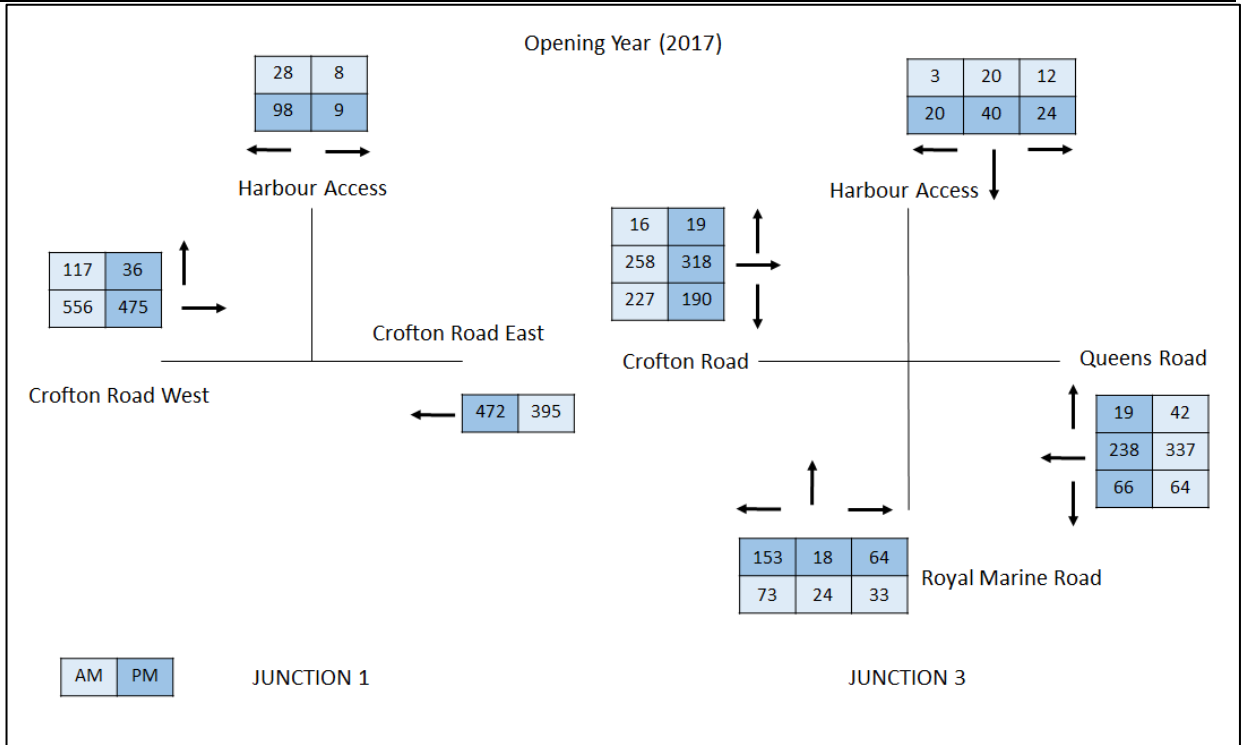 Opening Year (2017)
28 8
98 9
Harbour Access
117 36
556 475
Crofton Road East
Crofton Road West
472 395
AM PM
JUNCTION 1
3 20 12
20 40 24
Harbour Access
16 19
258 318
227 190
Crofton Road
Queens Road
19 42
238 337
66 64
153 18 64
73 24 33
Royal Marine Road
JUNCTION 3